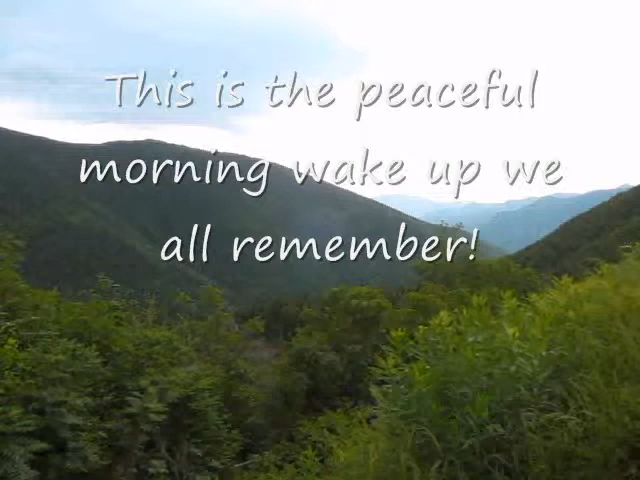 This is the peaceful
morning wake up we
all remember!